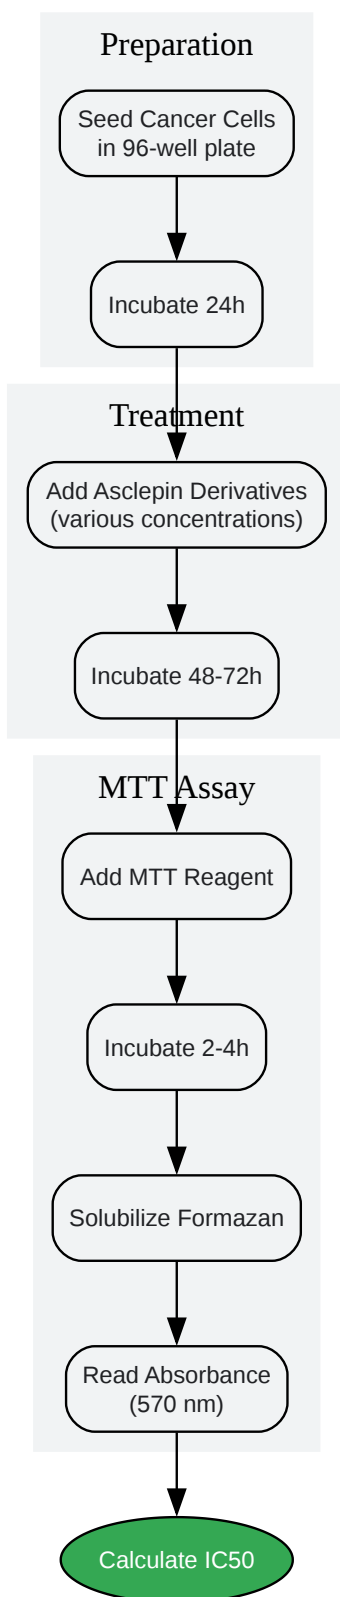 Preparation
Seed Cancer Cells
in 96-well plate
Incubate 24h
Treatment
Add Asclepin Derivatives
(various concentrations)
Incubate 48-72h
MTT Assay
Add MTT Reagent
Incubate 2-4h
Solubilize Formazan
Read Absorbance
(570 nm)
Calculate IC50